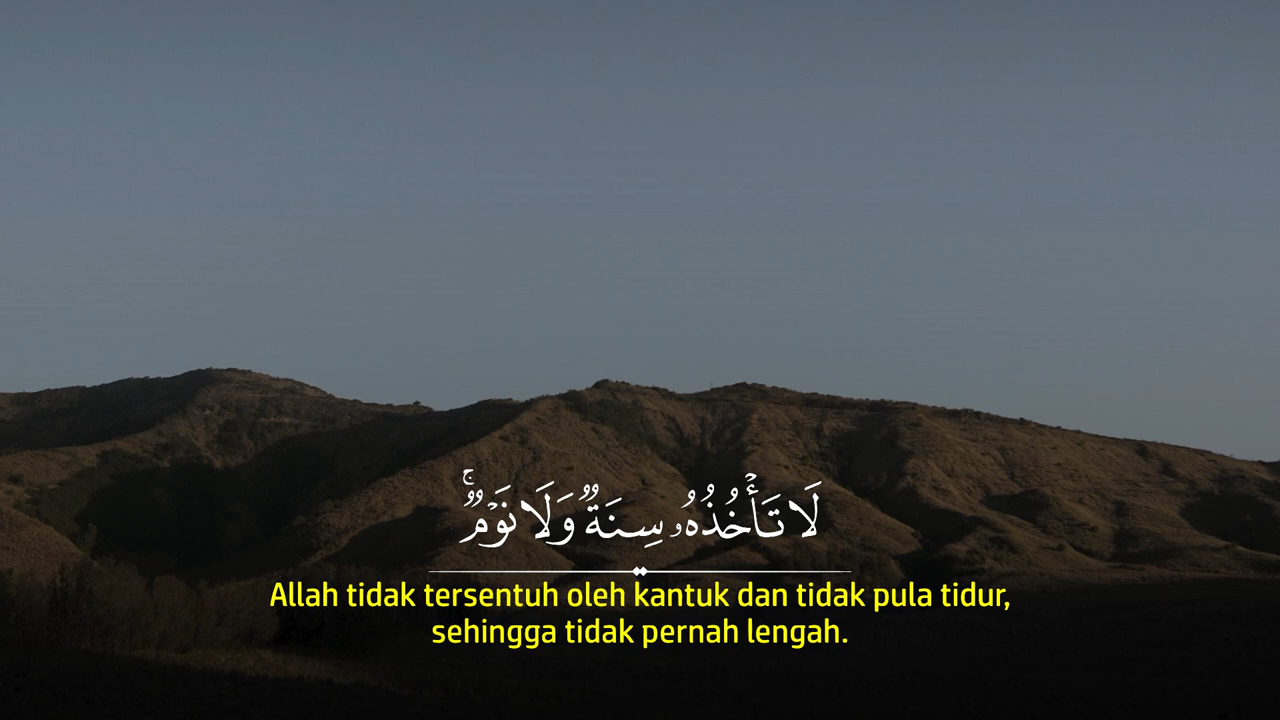 لَا تَأْخُذُهُۥ سِنَةٌ وَلَا نَوْمٌ ۚ
Allah tidak tersentuh oleh kantuk dan tidak pula tidur,
sehingga tidak pernah lengah.